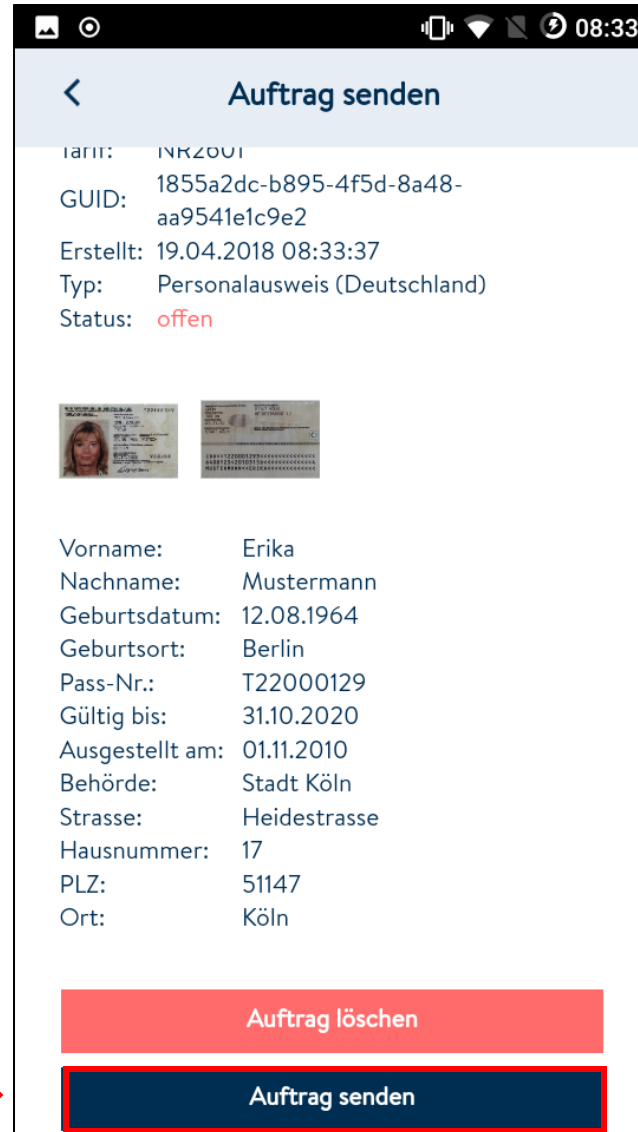 08:33
Auftrag senden
Tarif: NR2601
GUID: 1855a2dc-b895-4f5d-8a48-
aa9541e1c9e2
Erstellt: 19.04.2018 08:33:37
Typ: Personalausweis (Deutschland)
Status: offen
Vorname: Erika
Nachname: Mustermann
Geburtsdatum: 12.08.1964
Geburtsort: Berlin
Pass-Nr.: T22000129
Gültig bis: 31.10.2020
Ausgestellt am: 01.11.2010
Behörde: Stadt Köln
Strasse: Heidestrasse
Hausnummer: 17
PLZ: 51147
Ort: Köln
Auftrag löschen
Auftrag senden